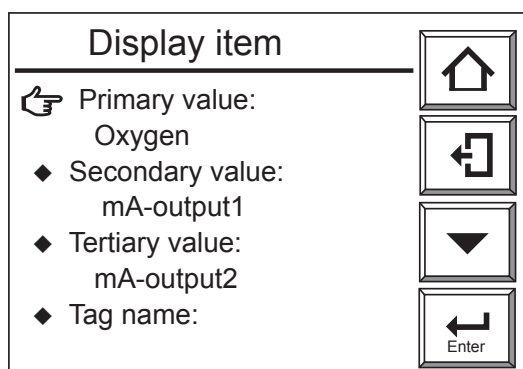 Display item
Primary value:
Oxygen
Secondary value:
mA-output1
Tertiary value:
mA-output2
Tag name:
Enter